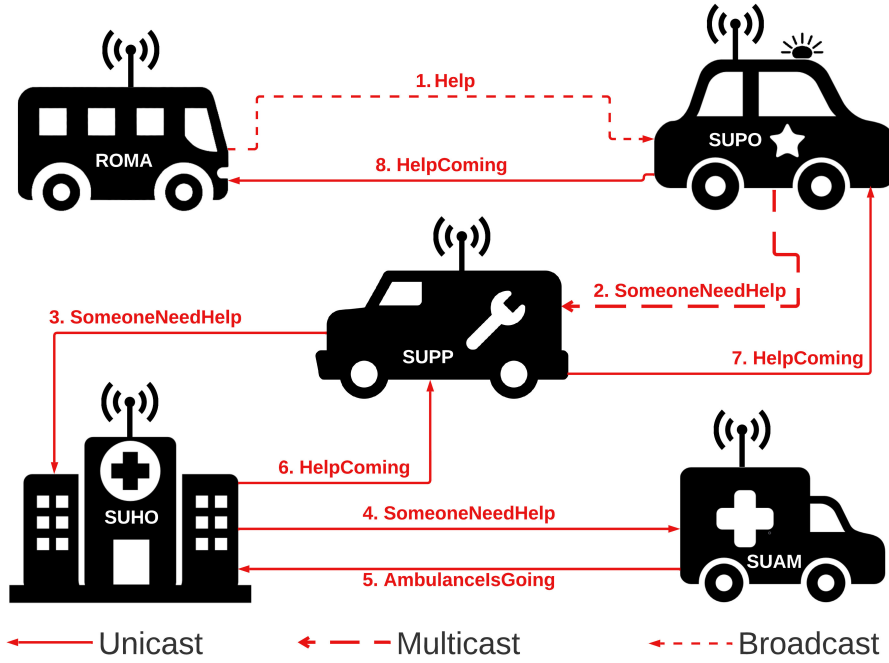 1. Help
SUPO
ROMA
8. HelpComing
2. SomeoneNeedHelp
3. SomeoneNeedHelp
SUPP
7. HelpComing
6. HelpComing
SUHO
4. SomeoneNeedHelp
SUAM
5. AmbulanceIsGoing
Unicast
Multicast
Broadcast